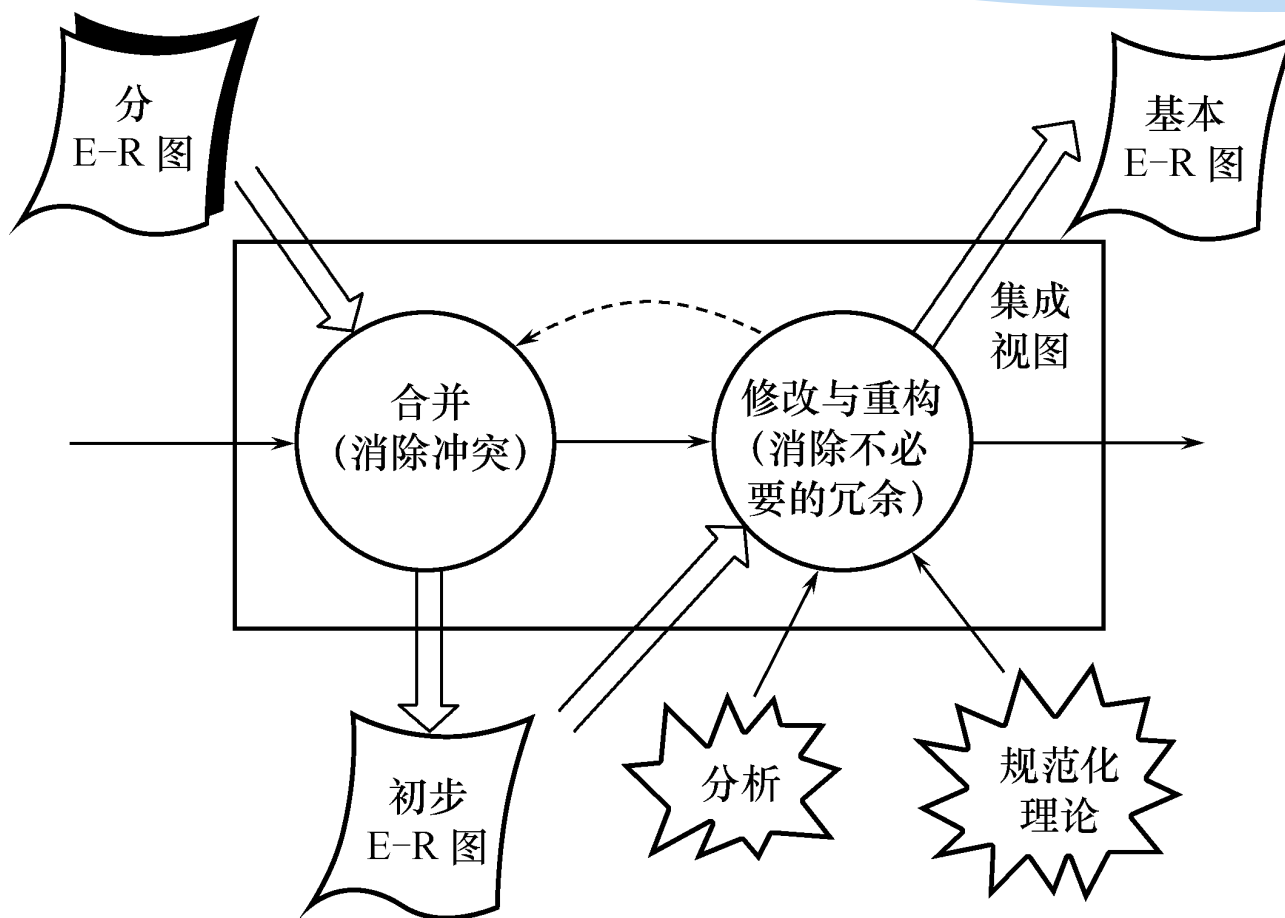 分
E-R 图
基本
E-R 图
集成
视图
合并
(消除冲突)
修改与重构
(消除不必
要的冗余)
初步
E-R 图
分析
规范化
理论